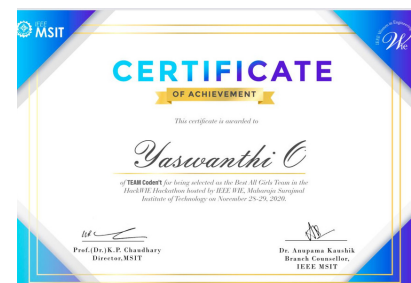 IEEE
MSIT
WIE
CERTIFICATE
OF ACHIEVEMENT
This certificate is awarded to
Yaswanthi O
of TEAM Coden't for being selected as the Best All Girls Team in the
HackWIE Hackathon hosted by IEEE WIE, Maharaja Surajmal
Institute of Technology on November 28-29, 2020.
Prof.(Dr.)K.P. Chaudhary
Director,MSIT
Dr. Anupama Kaushik
Branch Counsellor,
IEEE MSIT